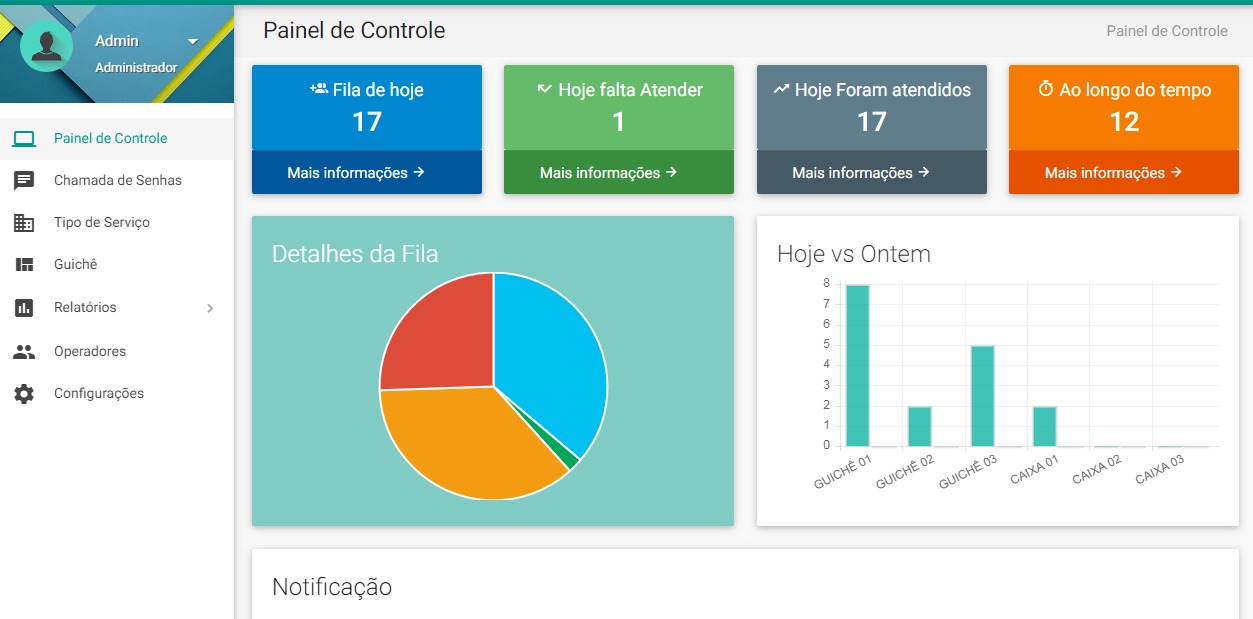 Admin
Administrador
Painel de Controle
Chamada de Senhas
Tipo de Serviço
Guichê
Relatórios
Operadores
Configurações
Painel de Controle
Painel de Controle
Fila de hoje
17
Mais informações
Hoje falta Atender
1
Mais informações
Hoje Foram atendidos
17
Mais informações
Ao longo do tempo
12
Mais informações
Detalhes da Fila
Hoje vs Ontem
8
7
6
5
4
3
2
1
0
GUICHÊ 01
GUICHÊ 02
GUICHÊ 03
CAIXA 01
CAIXA 02
CAIXA 03
Notificação